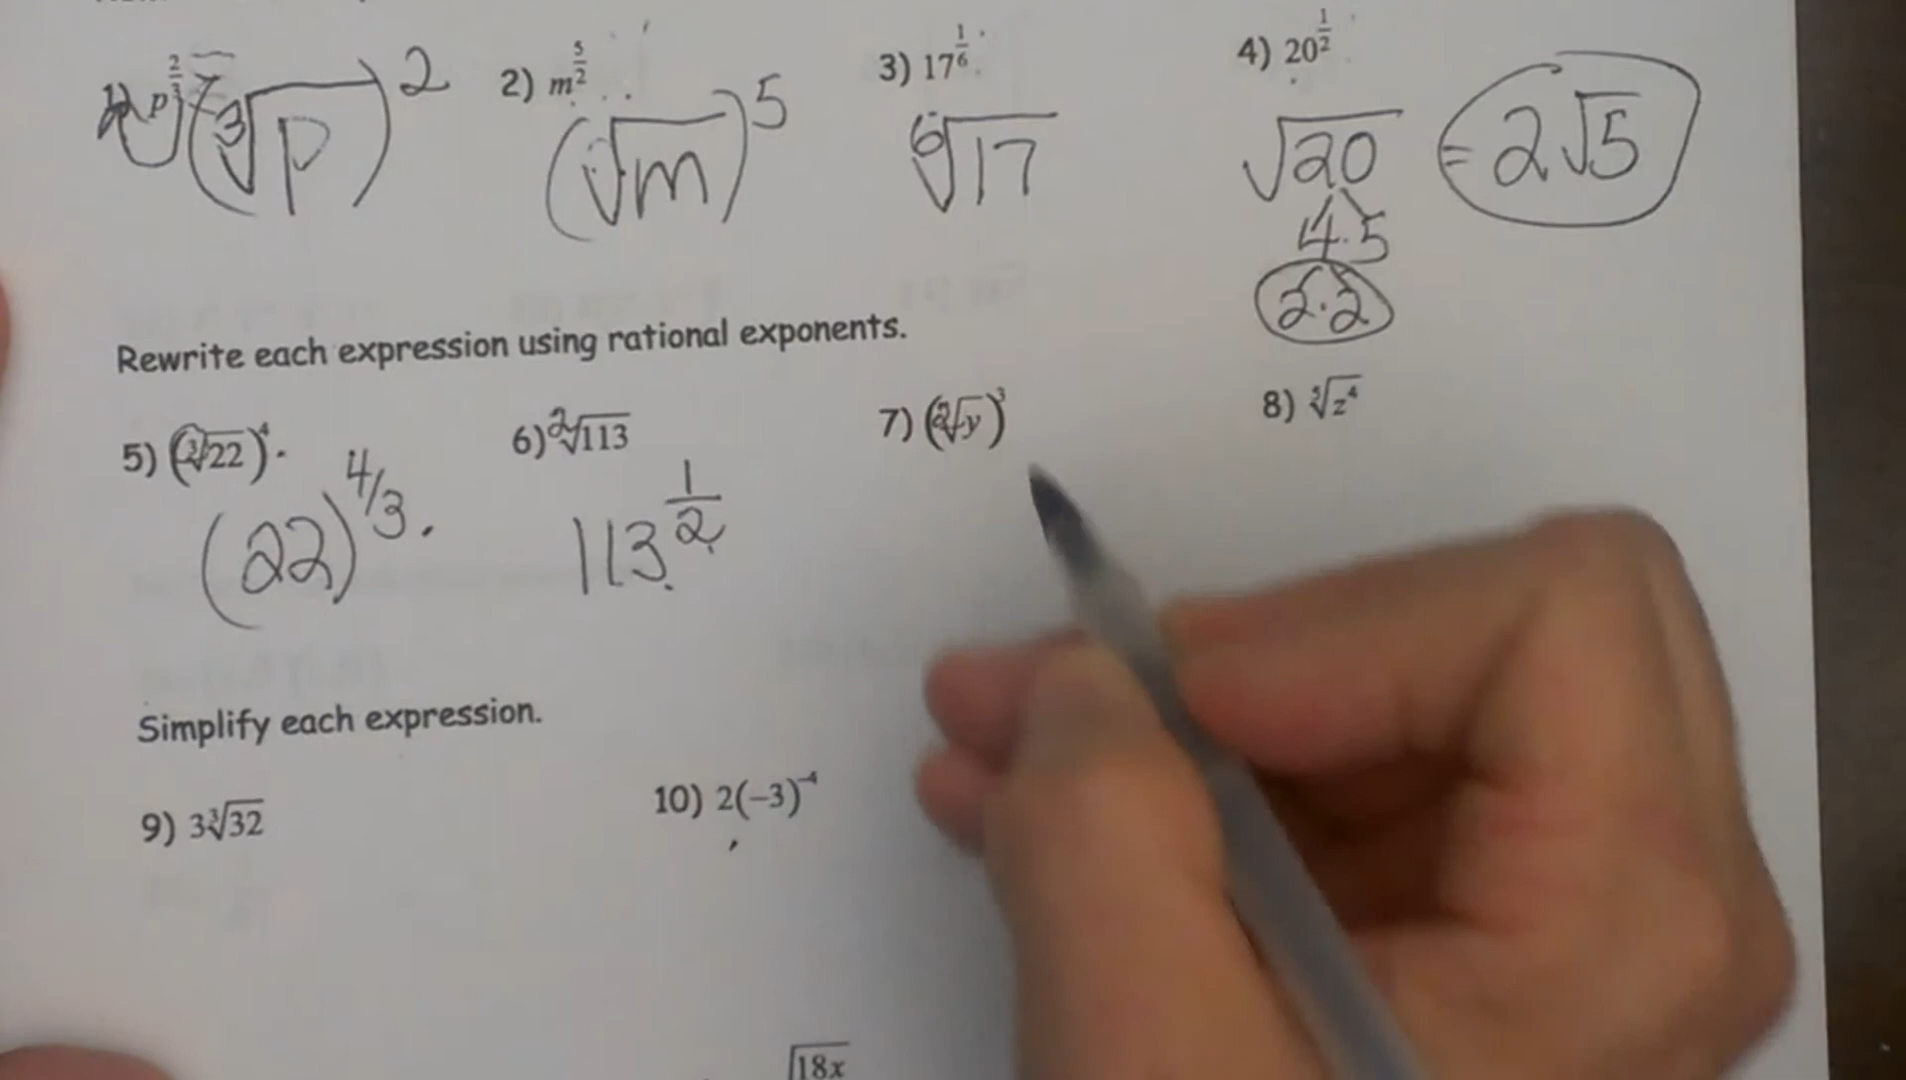 1) p^(2/3) (∛p)^2 2) m^(5/2) (√m)^5 3) 17^(1/6) ⁶√17 4) 20^(1/2) √20 = 2√5
4.5
2.2
Rewrite each expression using rational exponents.
5) (∛22)^4 6) ²√113 7) (²√y)^3 8) ⁵√z^4
(22)^4/3 113^(1/2)
Simplify each expression.
9) 3∛32 10) 2(−3)^−4
√18x